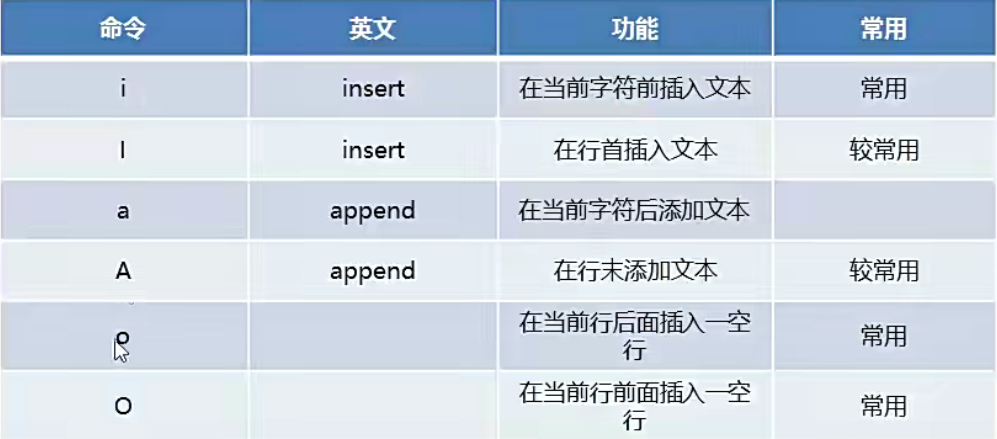 命令 英文 功能 常用
i insert 在当前字符前插入文本 常用
I insert 在行首插入文本 较常用
a append 在当前字符后添加文本
A append 在行末添加文本 较常用
o 在当前行后面插入一空 常用
行
O 在当前行前面插入一空 常用
行